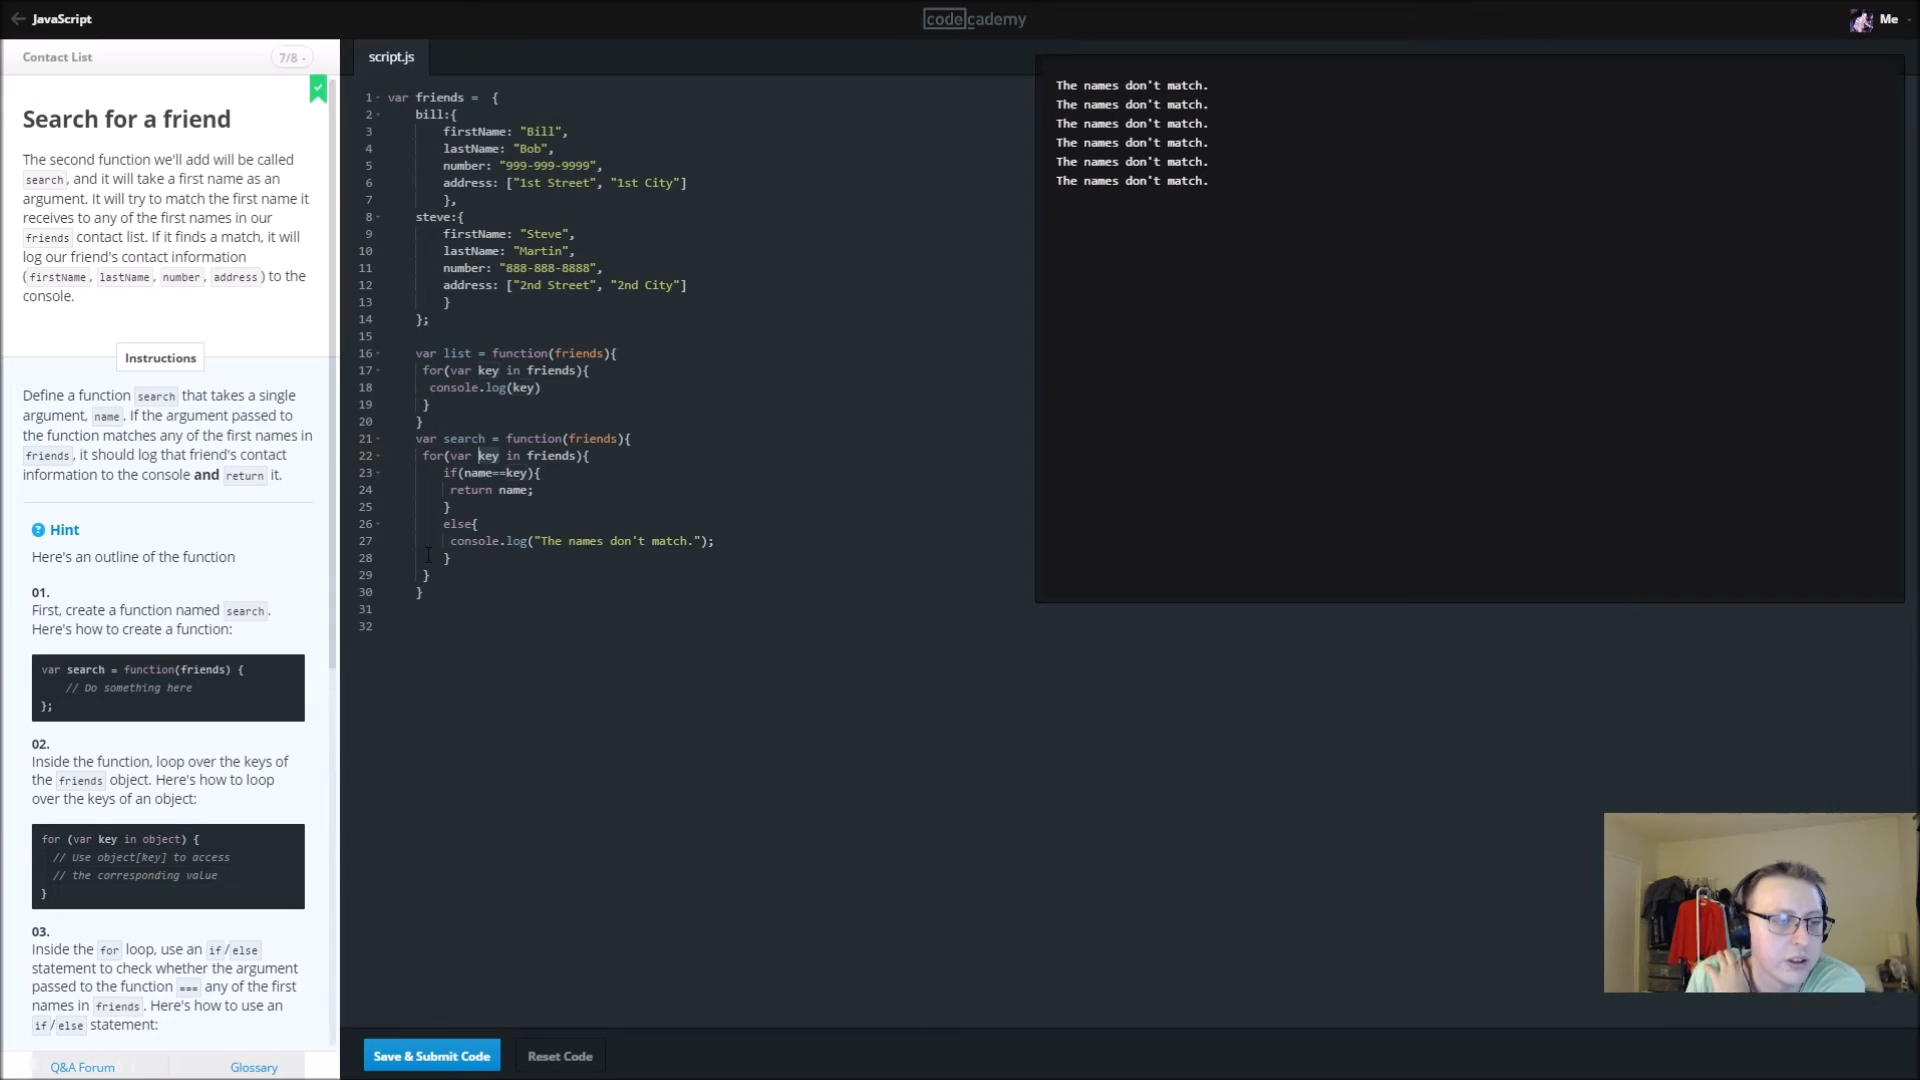 JavaScript
codecademy
Me
Contact List
7/8
Search for a friend
The second function we'll add will be called
search, and it will take a first name as an
argument. It will try to match the first name it
receives to any of the first names in our
friends contact list. If it finds a match, it will
log our friend's contact information
(firstName, lastName, number, address) to the
console.
Instructions
Define a function search that takes a single
argument, name. If the argument passed to
the function matches any of the first names in
friends, it should log that friend's contact
information to the console and return it.
? Hint
Here's an outline of the function
01.
First, create a function named search.
Here's how to create a function:
var search = function(friends) {
// Do something here
};
02.
Inside the function, loop over the keys of
the friends object. Here's how to loop
over the keys of an object:
for (var key in object) {
// Use object[key] to access
// the corresponding value
}
03.
Inside the for loop, use an if/else
statement to check whether the argument
passed to the function === any of the first
names in friends. Here's how to use an
if/else statement:
Q&A Forum
Glossary
script.js
1 var friends = {
2 bill:{
3 firstName: "Bill",
4 lastName: "Bob",
5 number: "999-999-9999",
6 address: ["1st Street", "1st City"]
7 },
8 steve:{
9 firstName: "Steve",
10 lastName: "Martin",
11 number: "888-888-8888",
12 address: ["2nd Street", "2nd City"]
13 }
14 };
15
16 var list = function(friends){
17 for(var key in friends){
18 console.log(key)
19 }
20 }
21 var search = function(friends){
22 for(var key in friends){
23 if(name==key){
24 return name;
25 }
26 else{
27 console.log("The names don't match.");
28 }
29 }
30 }
31
32
The names don't match.
The names don't match.
The names don't match.
The names don't match.
The names don't match.
The names don't match.
Save & Submit Code
Reset Code